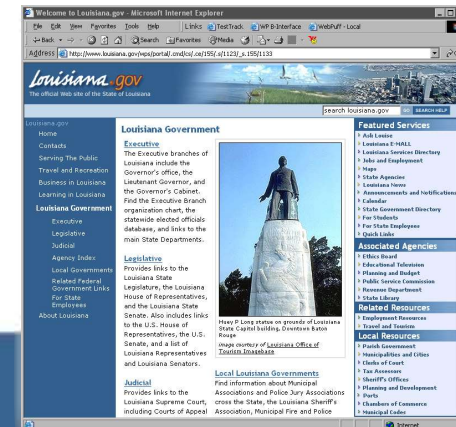 Welcome to Louisiana.gov - Microsoft Internet Explorer
File Edit View Favorites Tools Help Links TestTrack WP B-Interface WebPuff - Local
Back Search Favorites Media
Address http://www.louisiana.gov/wps/portal/.cmd/cs/.ce/155/.s/1123/_s.155/1133
Louisiana.gov
The official Web site of the State of Louisiana
search louisiana.gov SEARCH HELP
Louisiana.gov
Home
Contacts
Serving The Public
Travel and Recreation
Business in Louisiana
Learning in Louisiana
Louisiana Government
Executive
Legislative
Judicial
Agency Index
Local Governments
Related Federal
Government Links
For State
Employees
About Louisiana
Louisiana Government
Executive
The Executive branches of
Louisiana include the
Governor's office, the
Lieutenant Governor, and
the Governor's Cabinet.
Find the Executive Branch
organization chart, the
statewide elected officials
database, and links to the
main State Departments.
Legislative
Provides links to the
Louisiana State
Legislature, the Louisiana
House of Representatives,
and the Louisiana State
Senate. Also includes links
to the U.S. House of
Representatives, the U.S.
Senate, and a list of
Louisiana Representatives
and Louisiana Senators.
Judicial
Provides links to the
Louisiana Supreme Court,
including Courts of Appeal
Huey P Long statue on grounds of Louisiana
State Capital building, Downtown Baton
Rouge
image courtesy of Louisiana Office of
Tourism Imagebase
Local Louisiana Governments
Find information about Municipal
Associations and Police Jury Associations
cross the State, the Louisiana Sheriff's
Association, Municipal Fire and Police
Featured Services
Ask Louise
Louisiana E-MALL
Louisiana Services Directory
Jobs and Employment
Maps
State Agencies
Louisiana News
Announcements and Notifications
Calendar
State Government Directory
For Students
For State Employees
Quick Links
Associated Agencies
Ethics Board
Educational Television
Planning and Budget
Public Service Commission
Revenue Department
State Library
Related Resources
Employment Resources
Travel and Tourism
Local Resources
Parish Government
Municipalities and Cities
Clerks of Court
Tax Assessors
Sheriff's Offices
Planning and Development
Ports
Chambers of Commerce
Municipal Codes
Internet